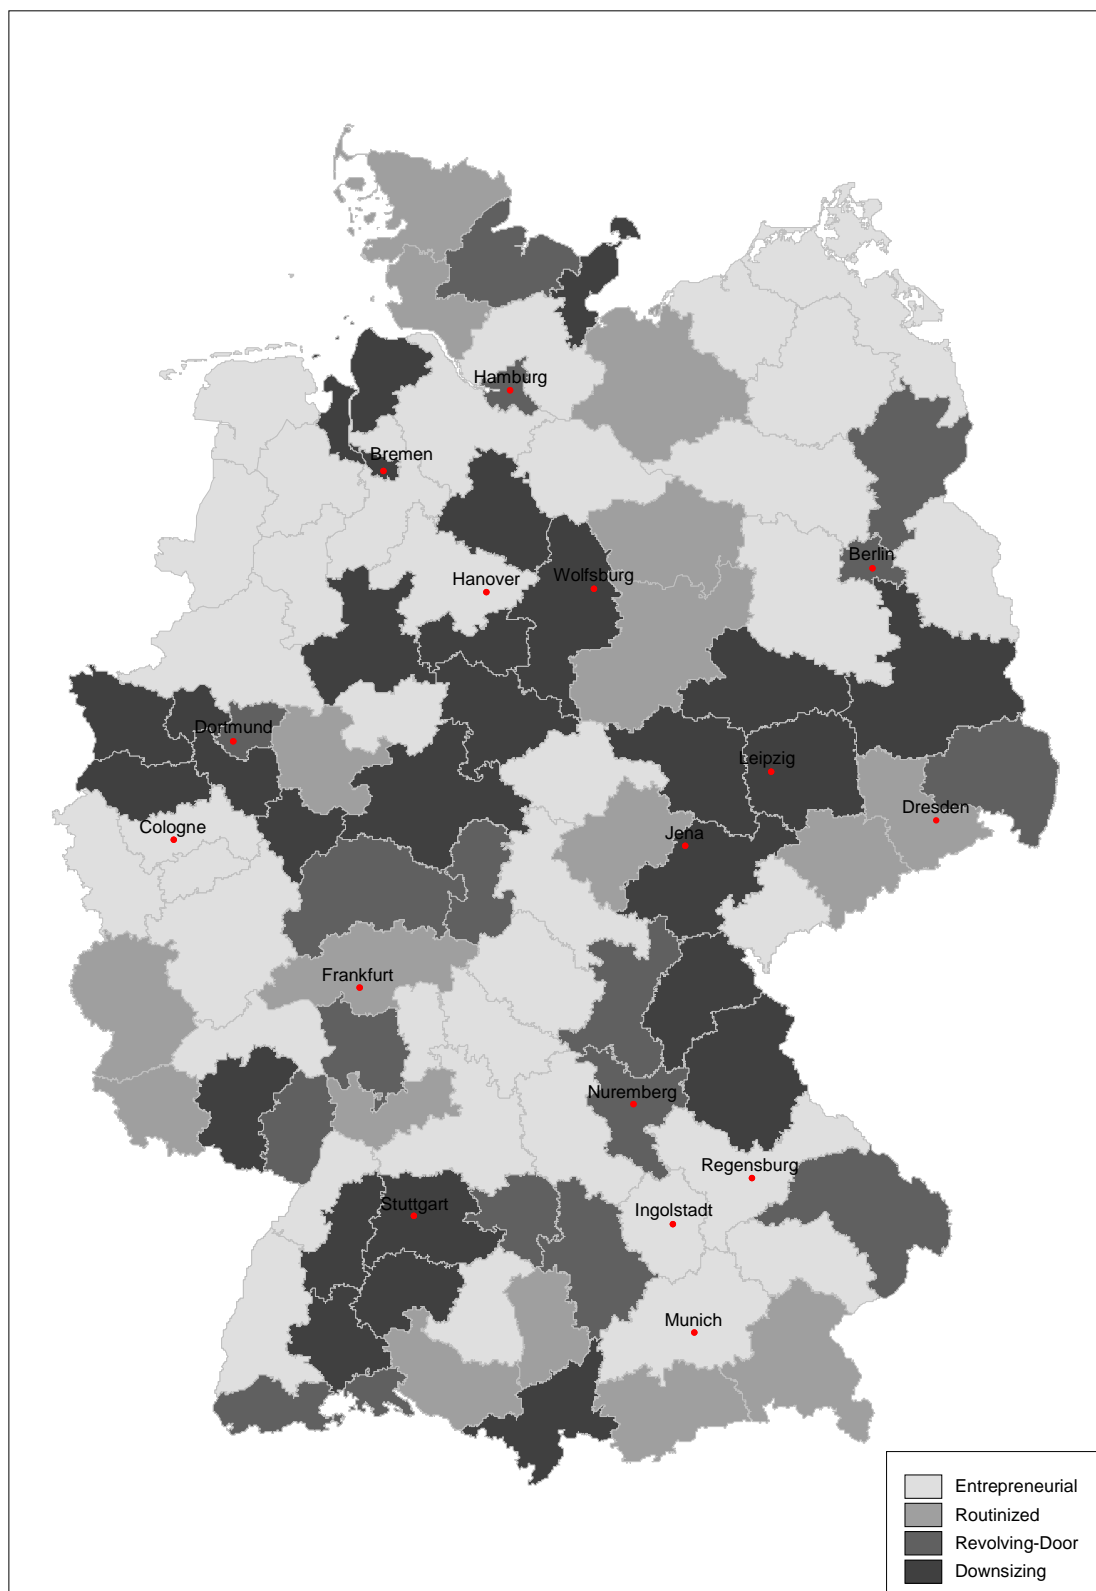 Hamburg
Bremen
Berlin
Hanover
Wolfsburg
Dortmund
Leipzig
Dresden
Cologne
Jena
Frankfurt
Nuremberg
Regensburg
Stuttgart
Ingolstadt
Munich
Entrepreneurial
Routinized
Revolving-Door
Downsizing